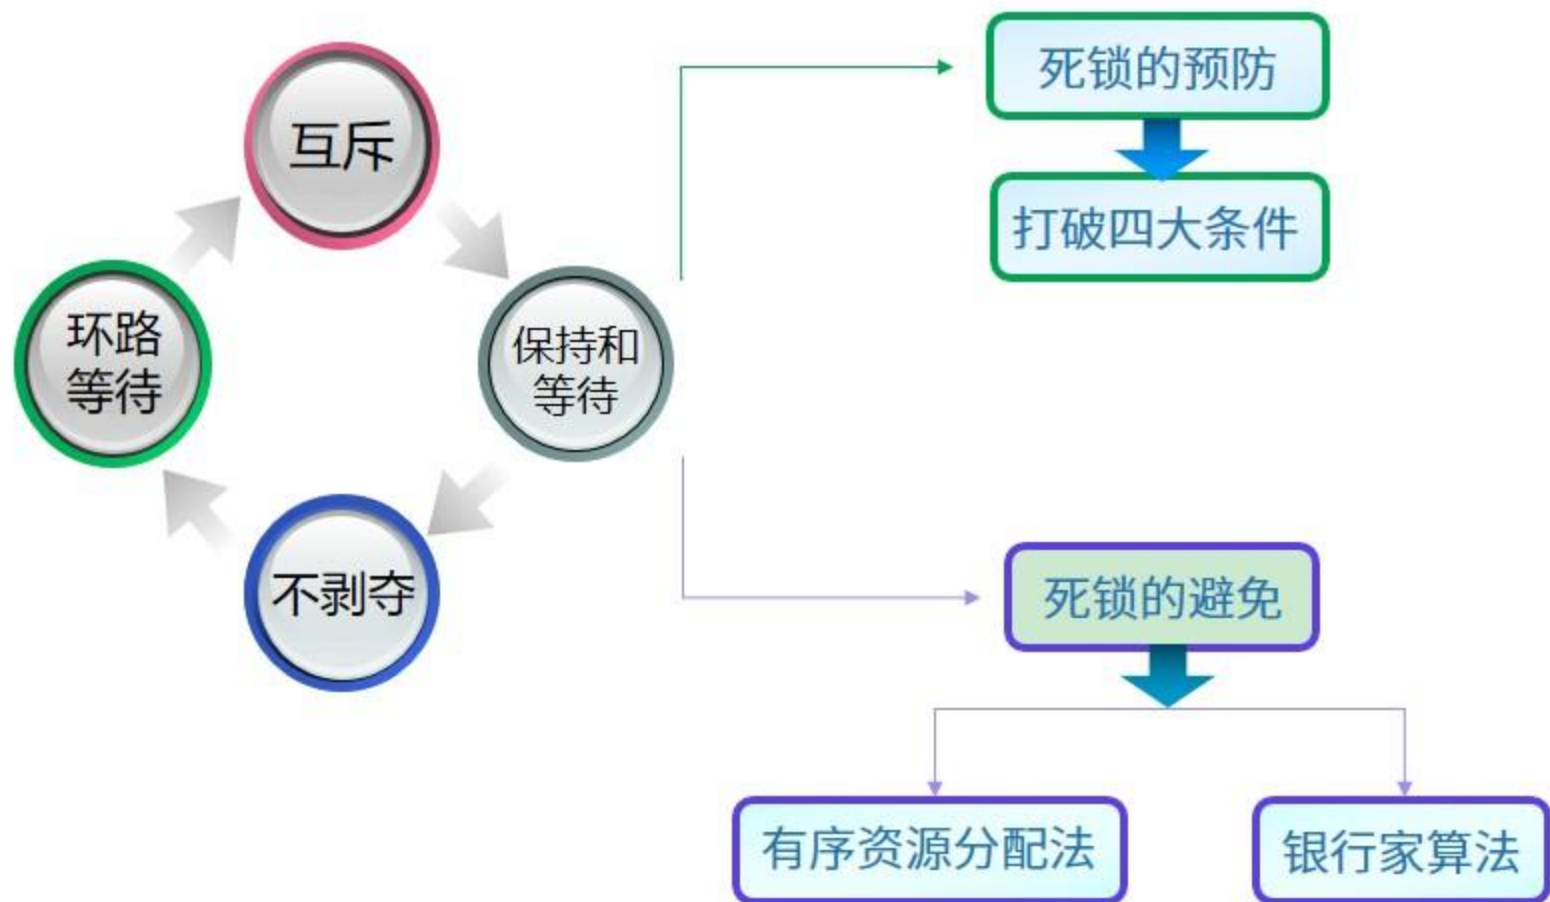 互斥
环路
等待
保持和
等待
不剥夺
死锁的预防
打破四大条件
死锁的避免
有序资源分配法
银行家算法